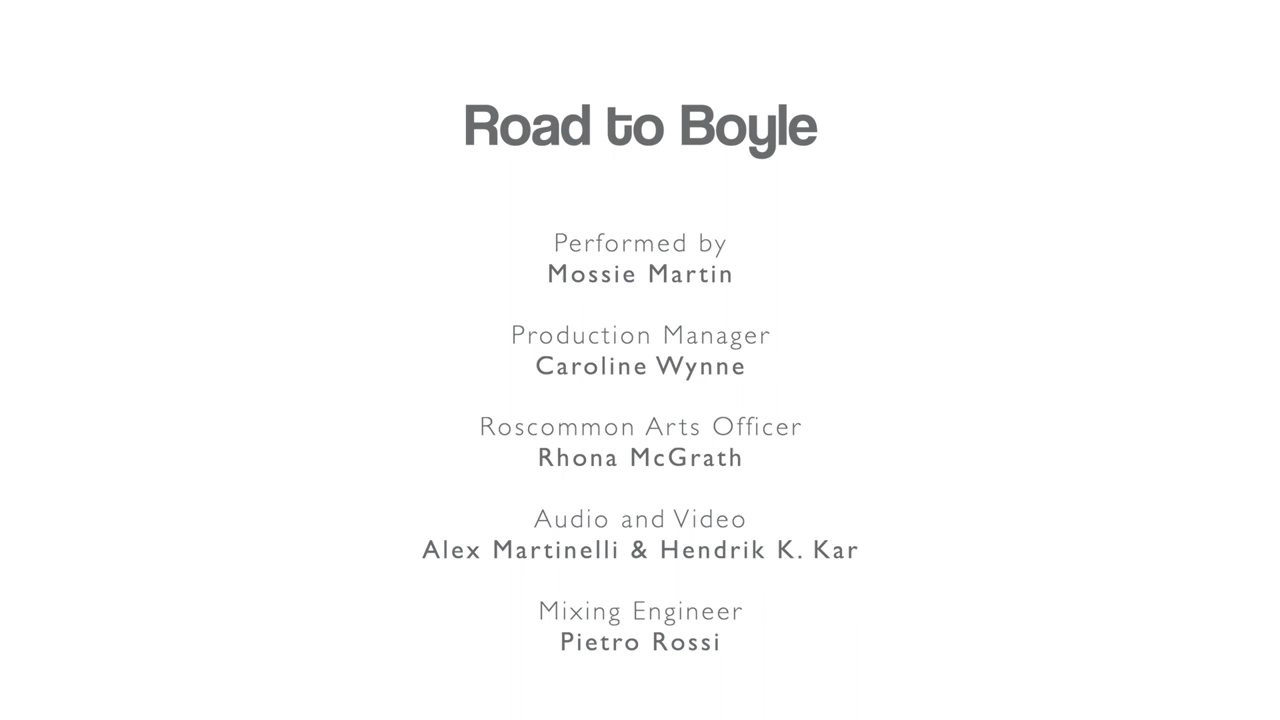 Road to Boyle
Performed by
Mossie Martin
Production Manager
Caroline Wynne
Roscommon Arts Officer
Rhona McGrath
Audio and Video
Alex Martinelli & Hendrik K. Kar
Mixing Engineer
Pietro Rossi